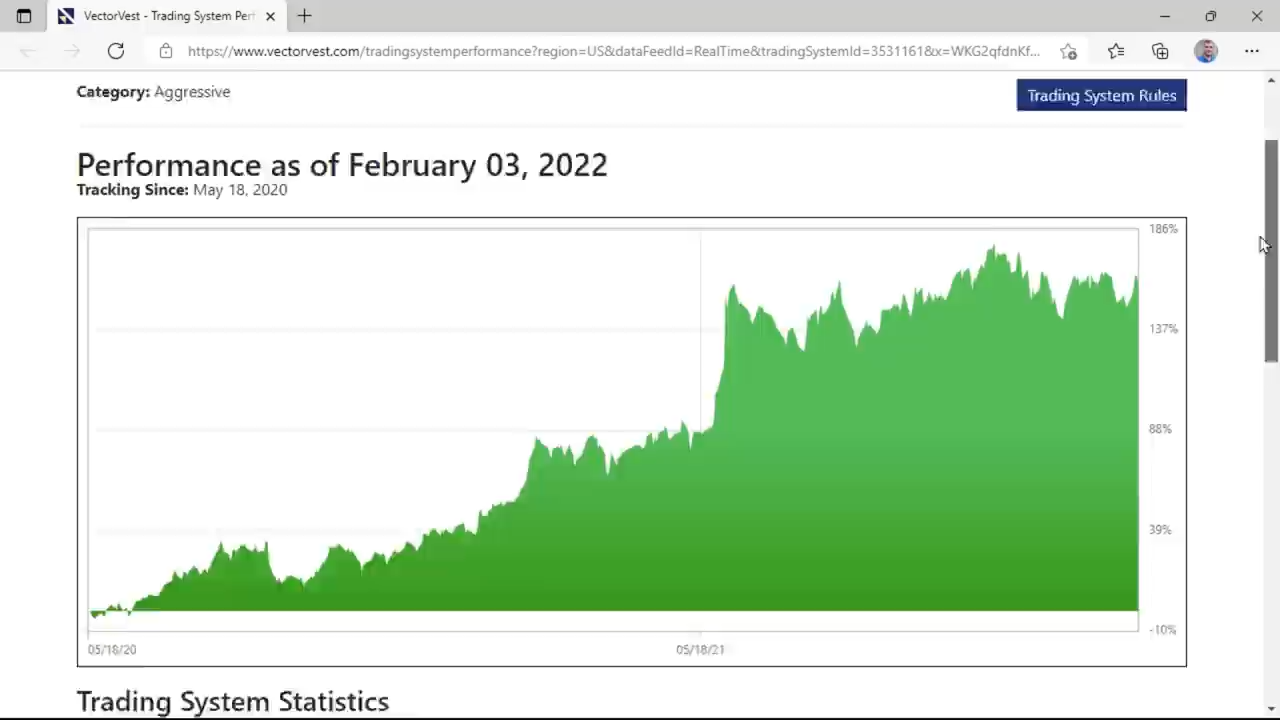 VectorVest - Trading System Per
https://www.vectorvest.com/tradingsystemperformance?region=US&dataFeedId=RealTime&tradingSystemId=3531161&x=WKG2qfdnKf...
Category: Aggressive
Trading System Rules
Performance as of February 03, 2022
Tracking Since: May 18, 2020
186%
137%
88%
39%
-10%
05/18/20
05/18/21
Trading System Statistics